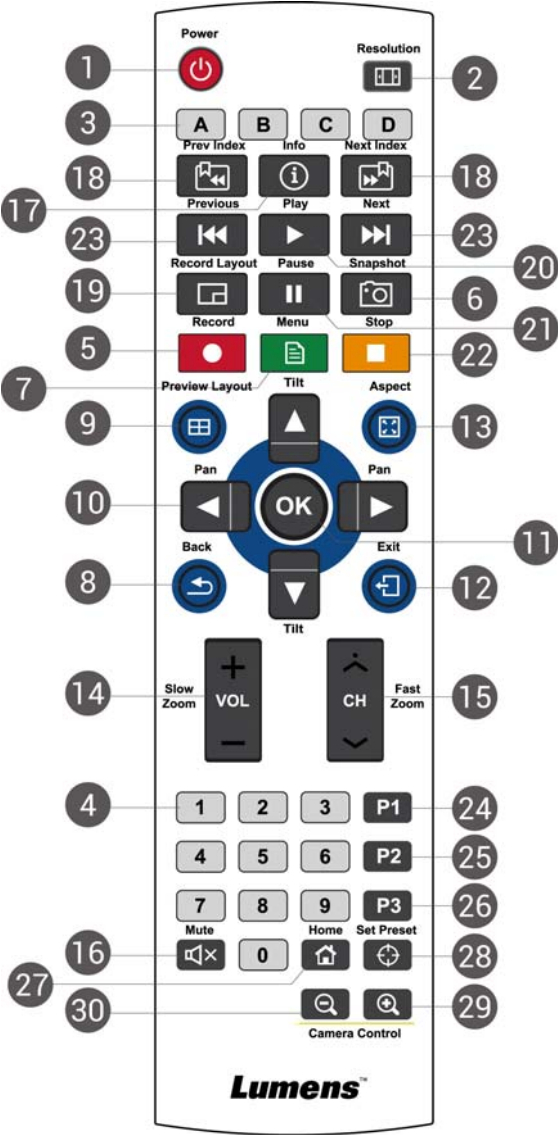 Power
Resolution
1
2
3
A B C D
Prev Index Info Next Index
18
18
17
Previous Play Next
23
23
20
Record Layout Pause Snapshot
19
6
21
Record Menu Stop
5
22
7
Preview Layout Tilt Aspect
9
13
Pan Pan
10
OK
11
Back Exit
8
12
Tilt
14
Slow
Zoom
+
VOL
−
CH
Fast
Zoom
15
4
1 2 3 P1
24
4 5 6 P2
25
7 8 9 P3
26
Mute Home Set Preset
16
0
28
27
30
29
Camera Control
Lumens™